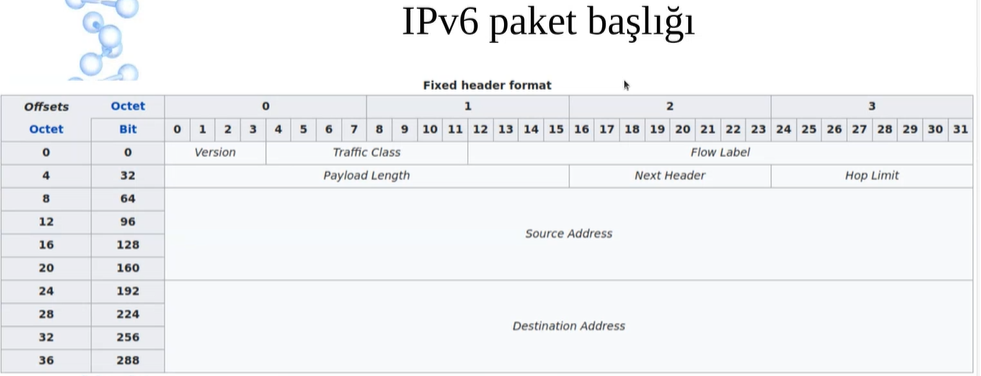 IPv6 paket başlığı
Fixed header format
Offsets Octet 0 1 2 3
Octet Bit 0 1 2 3 4 5 6 7 8 9 10 11 12 13 14 15 16 17 18 19 20 21 22 23 24 25 26 27 28 29 30 31
0 0 Version Traffic Class Flow Label
4 32 Payload Length Next Header Hop Limit
8 64
12 96
Source Address
16 128
20 160
24 192
28 224
Destination Address
32 256
36 288